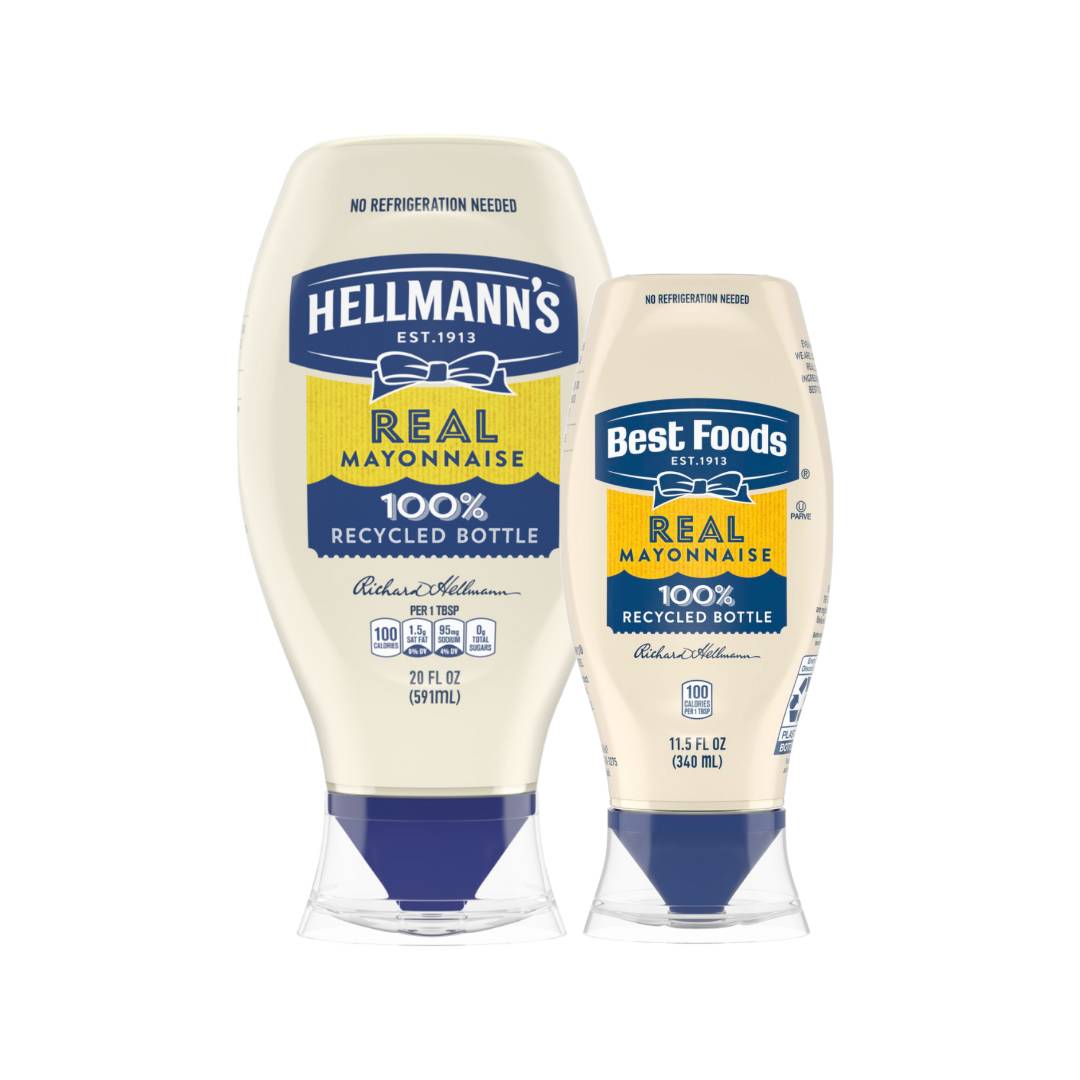 NO REFRIGERATION NEEDED
HELLMANN'S
EST.1913
REAL
MAYONNAISE
100%
RECYCLED BOTTLE
Richard Hellmann
PER 1 TBSP
100 CALORIES
1.5g SAT FAT 8% DV
95mg SODIUM 4% DV
0g TOTAL SUGARS
20 FL OZ
(591mL)
NO REFRIGERATION NEEDED
Best Foods
EST.1913
®
U
PARVE
REAL
MAYONNAISE
100%
RECYCLED BOTTLE
Richard Hellmann
100
CALORIES
PER 1 TBSP
11.5 FL OZ
(340 mL)